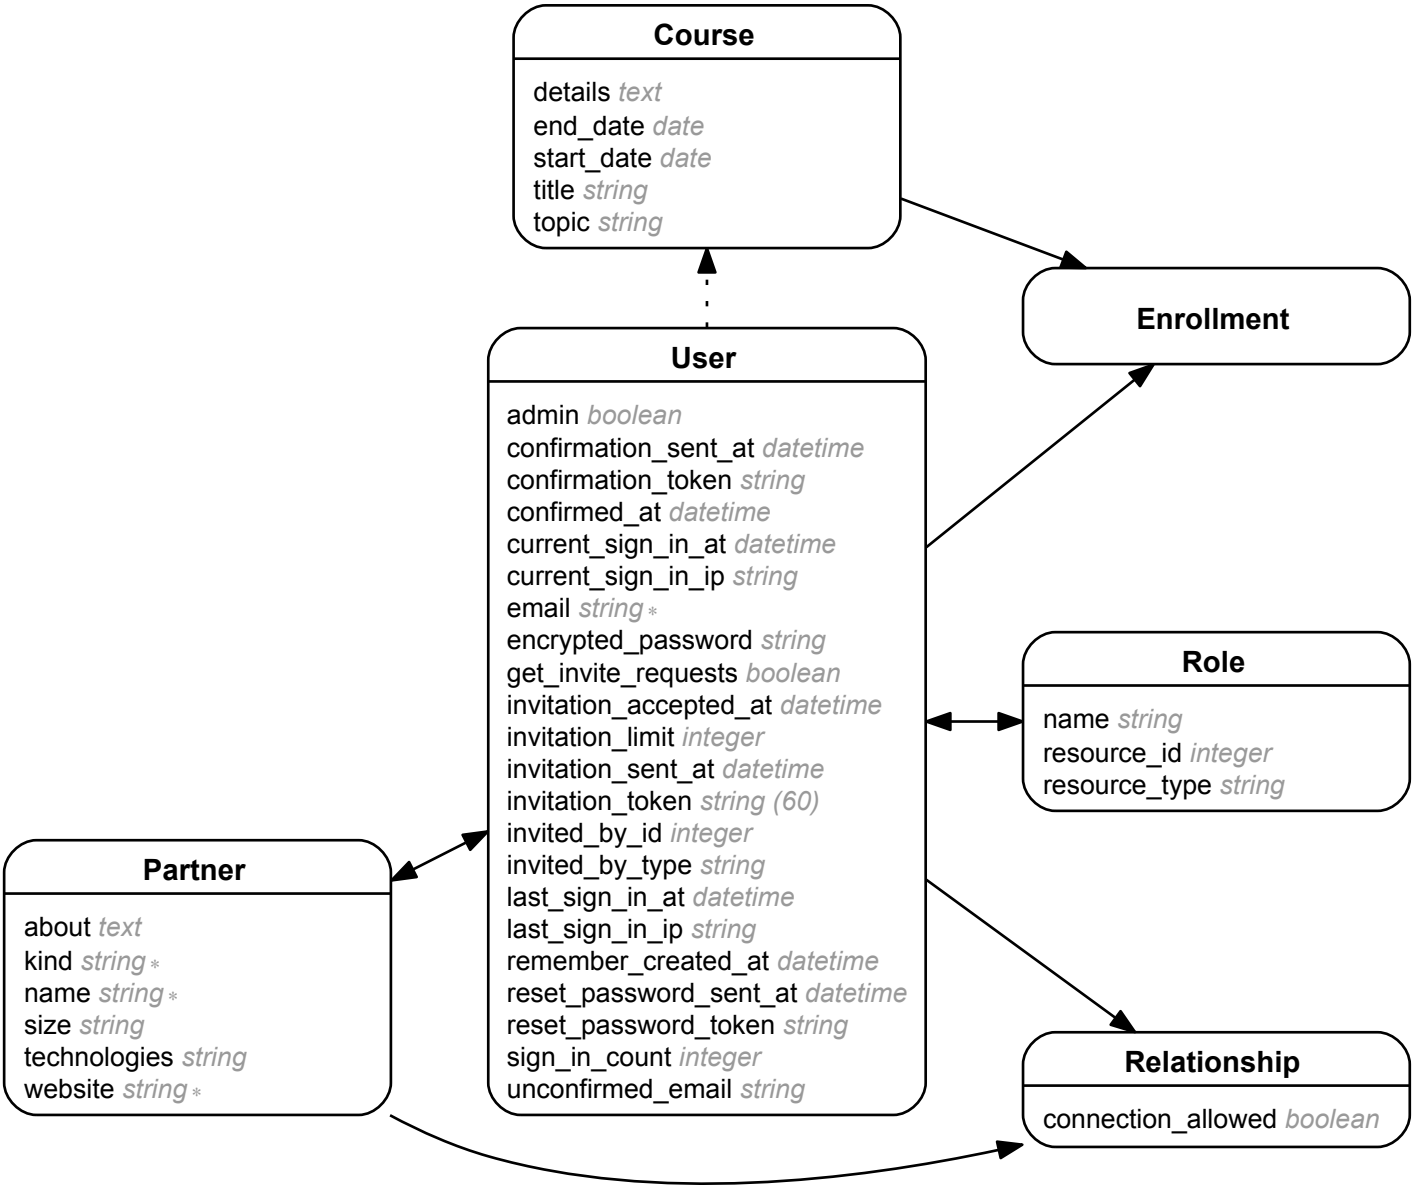 Course
details text
end_date date
start_date date
title string
topic string
Enrollment
User
admin boolean
confirmation_sent_at datetime
confirmation_token string
confirmed_at datetime
current_sign_in_at datetime
current_sign_in_ip string
email string *
encrypted_password string
get_invite_requests boolean
invitation_accepted_at datetime
invitation_limit integer
invitation_sent_at datetime
invitation_token string (60)
invited_by_id integer
invited_by_type string
last_sign_in_at datetime
last_sign_in_ip string
remember_created_at datetime
reset_password_sent_at datetime
reset_password_token string
sign_in_count integer
unconfirmed_email string
Role
name string
resource_id integer
resource_type string
Partner
about text
kind string *
name string *
size string
technologies string
website string *
Relationship
connection_allowed boolean